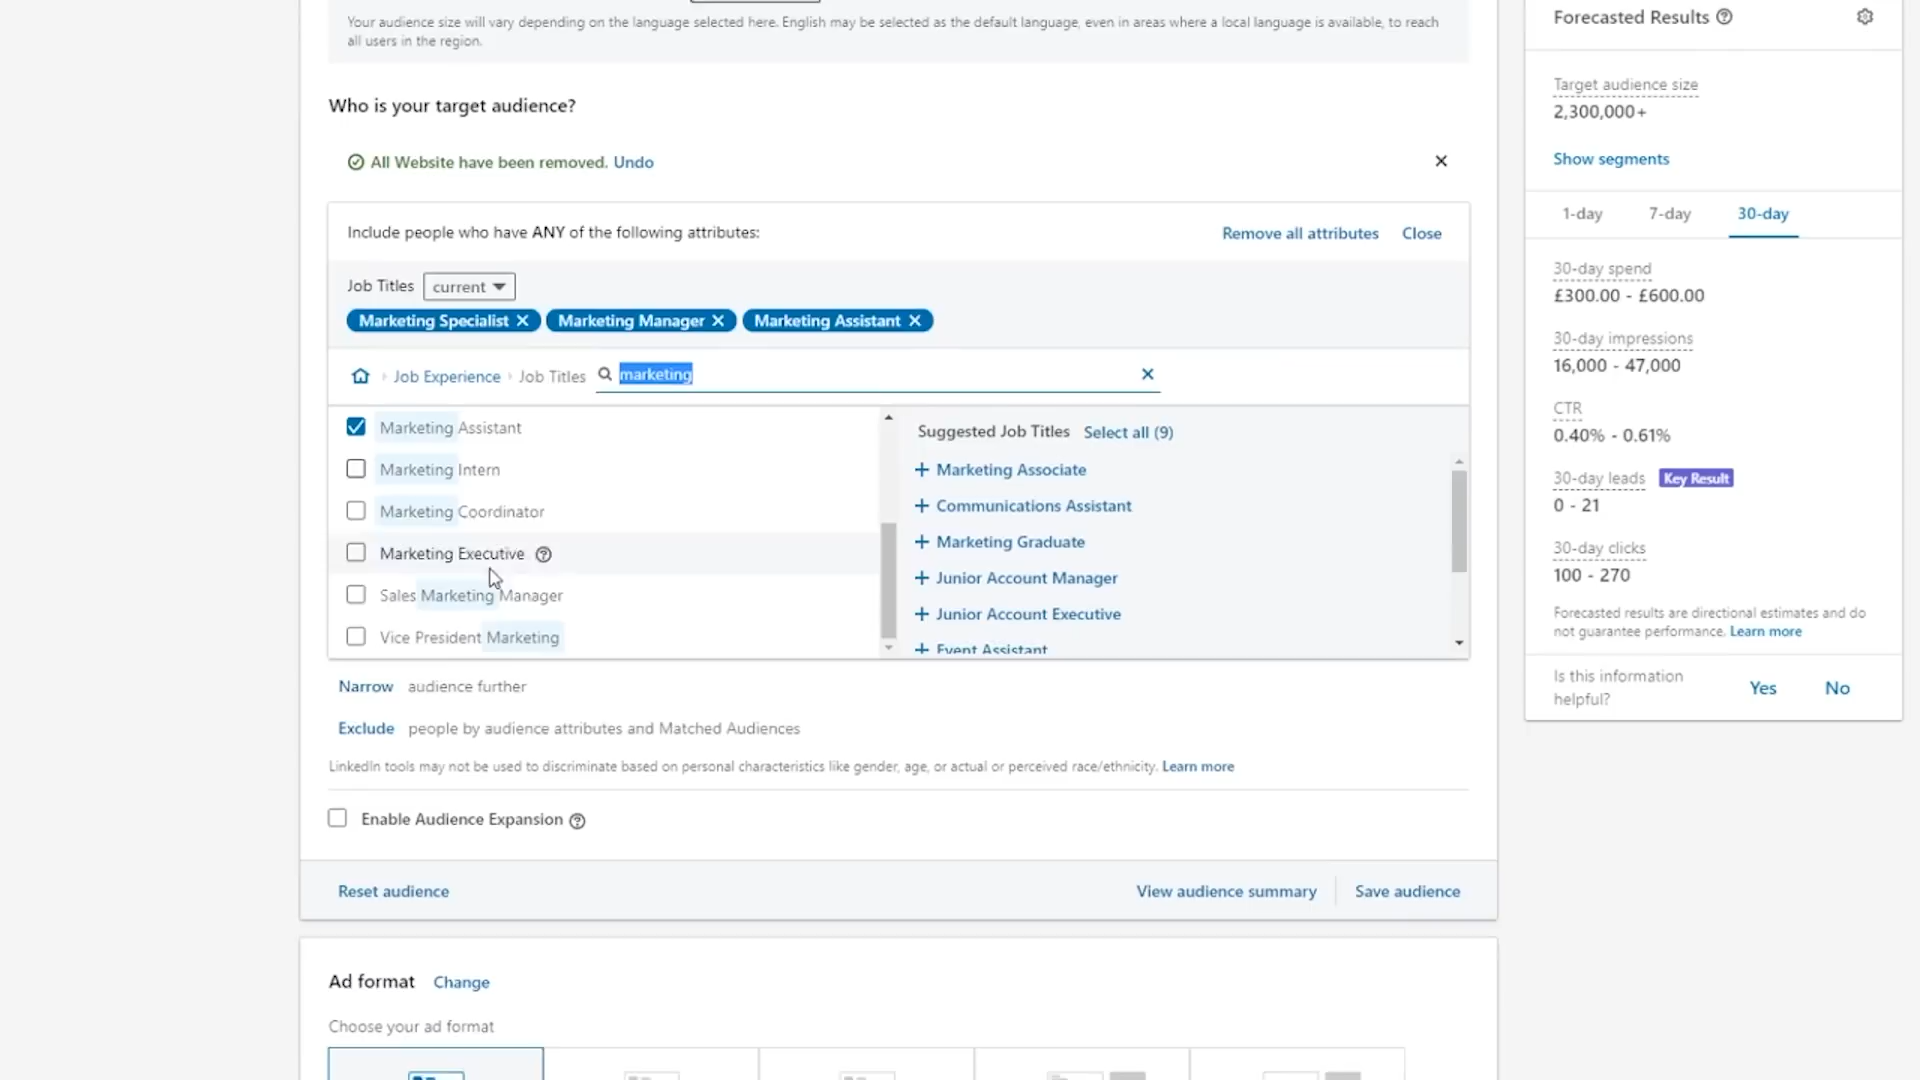 Your audience size will vary depending on the language selected here. English may be selected as the default language, even in areas where a local language is available, to reach
all users in the region.
Who is your target audience?
All Website have been removed. Undo
Include people who have ANY of the following attributes:
Remove all attributes Close
Job Titles current
Marketing Specialist Marketing Manager Marketing Assistant
Job Experience Job Titles marketing
Marketing Assistant
Marketing Intern
Marketing Coordinator
Marketing Executive
Sales Marketing Manager
Vice President Marketing
Suggested Job Titles Select all (9)
+ Marketing Associate
+ Communications Assistant
+ Marketing Graduate
+ Junior Account Manager
+ Junior Account Executive
+ Event Assistant
Narrow audience further
Exclude people by audience attributes and Matched Audiences
LinkedIn tools may not be used to discriminate based on personal characteristics like gender, age, or actual or perceived race/ethnicity. Learn more
Enable Audience Expansion
Reset audience
View audience summary Save audience
Ad format Change
Choose your ad format
Forecasted Results
Target audience size
2,300,000+
Show segments
1-day 7-day 30-day
30-day spend
£300.00 - £600.00
30-day impressions
16,000 - 47,000
CTR
0.40% - 0.61%
30-day leads Key Result
0 - 21
30-day clicks
100 - 270
Forecasted results are directional estimates and do
not guarantee performance. Learn more
Is this information
helpful?
Yes No